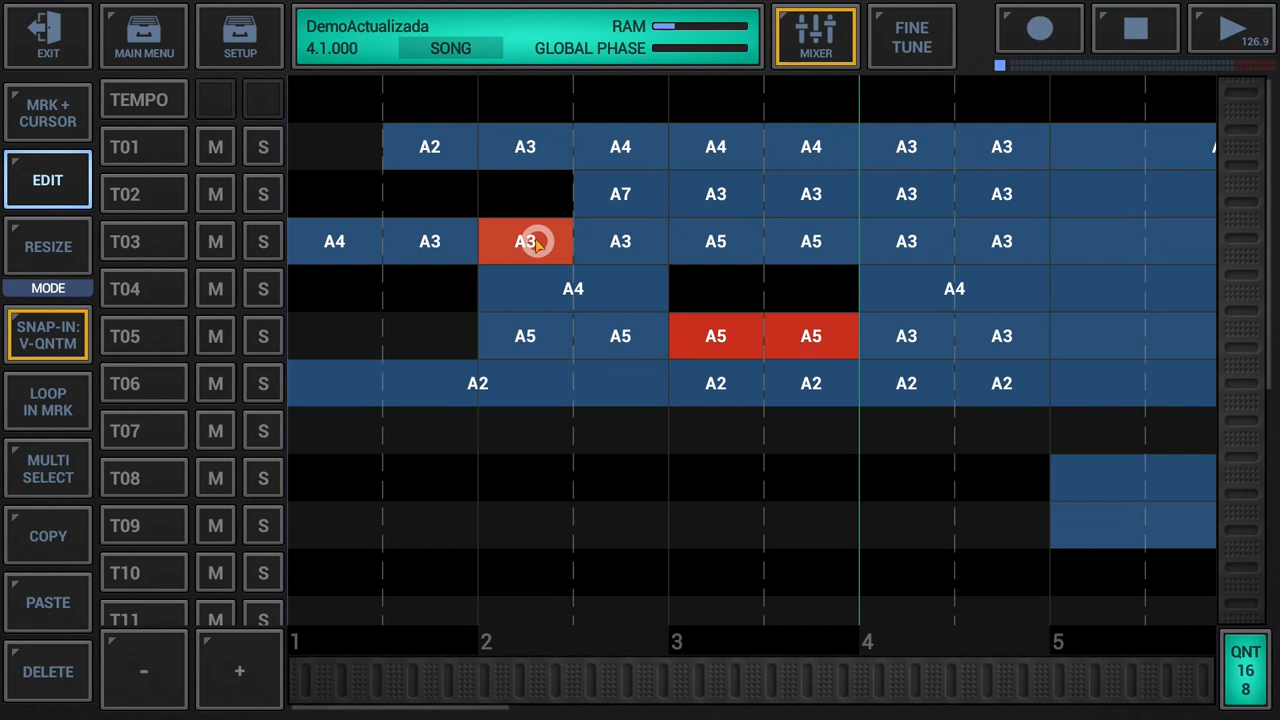 EXIT
MAIN MENU
SETUP
DemoActualizada
4.1.000
SONG
RAM
GLOBAL PHASE
MIXER
FINE
TUNE
126.9
MRK +
CURSOR
EDIT
RESIZE
MODE
SNAP-IN:
V-QNTM
LOOP
IN MRK
MULTI
SELECT
COPY
PASTE
DELETE
TEMPO
T01 M S A2 A3 A4 A4 A4 A3 A3
T02 M S A7 A3 A3 A3 A3
T03 M S A4 A3 A3 A3 A5 A5 A3 A3
T04 M S A4 A4
T05 M S A5 A5 A5 A5 A3 A3
T06 M S A2 A2 A2 A2 A2
T07 M S
T08 M S
T09 M S
T10 M S
T11 M S
- +
1 2 3 4 5
QNT
16
8